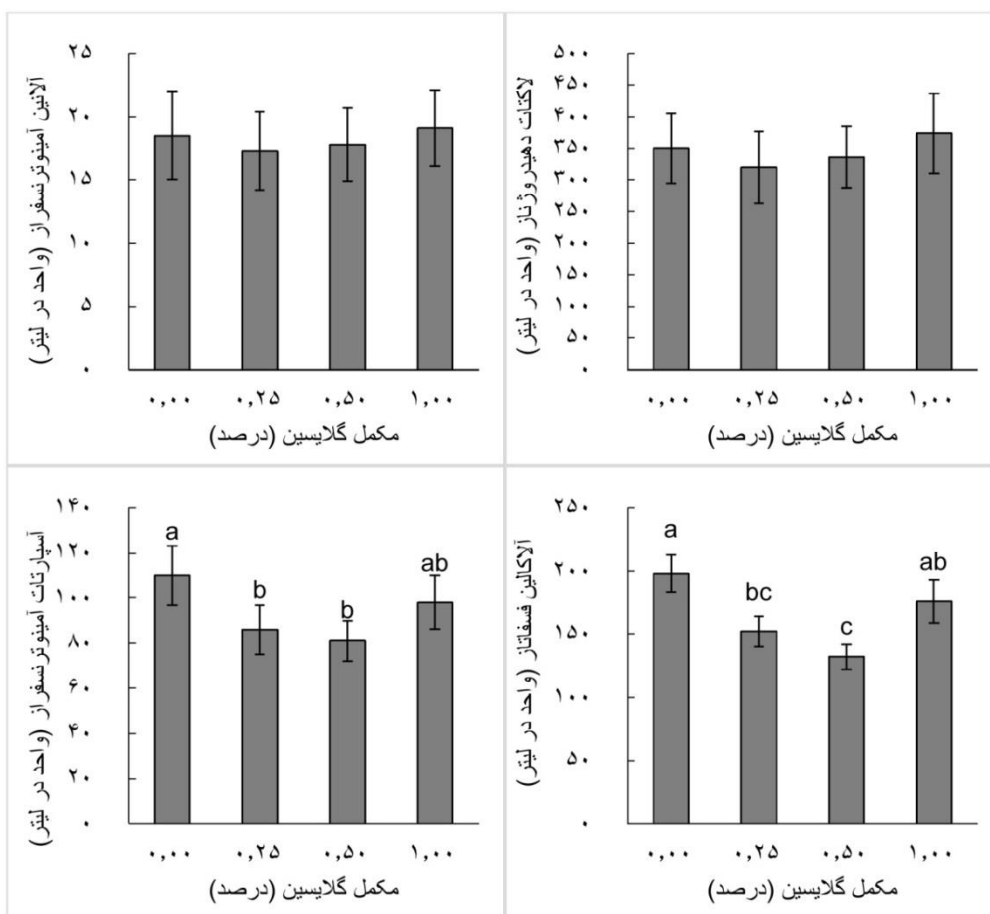 آلانین آمینوترنسفراز (واحد در لیتر)
۲۵
۲۰
۱۵
۱۰
۵
۰
۰,۰۰ ۰,۲۵ ۰,۵۰ ۱,۰۰
مکمل گلایسین (درصد)
لاکتات دهیدروژناز (واحد در لیتر)
۵۰۰
۴۵۰
۴۰۰
۳۵۰
۳۰۰
۲۵۰
۲۰۰
۱۵۰
۱۰۰
۵۰
۰
۰,۰۰ ۰,۲۵ ۰,۵۰ ۱,۰۰
مکمل گلایسین (درصد)
آسپارتات آمینوترنسفراز (واحد در لیتر)
۱۴۰
۱۲۰
۱۰۰
۸۰
۶۰
۴۰
۲۰
۰
a b b ab
۰,۰۰ ۰,۲۵ ۰,۵۰ ۱,۰۰
مکمل گلایسین (درصد)
آلاکالین فسفاتاز (واحد در لیتر)
۲۵۰
۲۰۰
۱۵۰
۱۰۰
۵۰
۰
a bc c ab
۰,۰۰ ۰,۲۵ ۰,۵۰ ۱,۰۰
مکمل گلایسین (درصد)